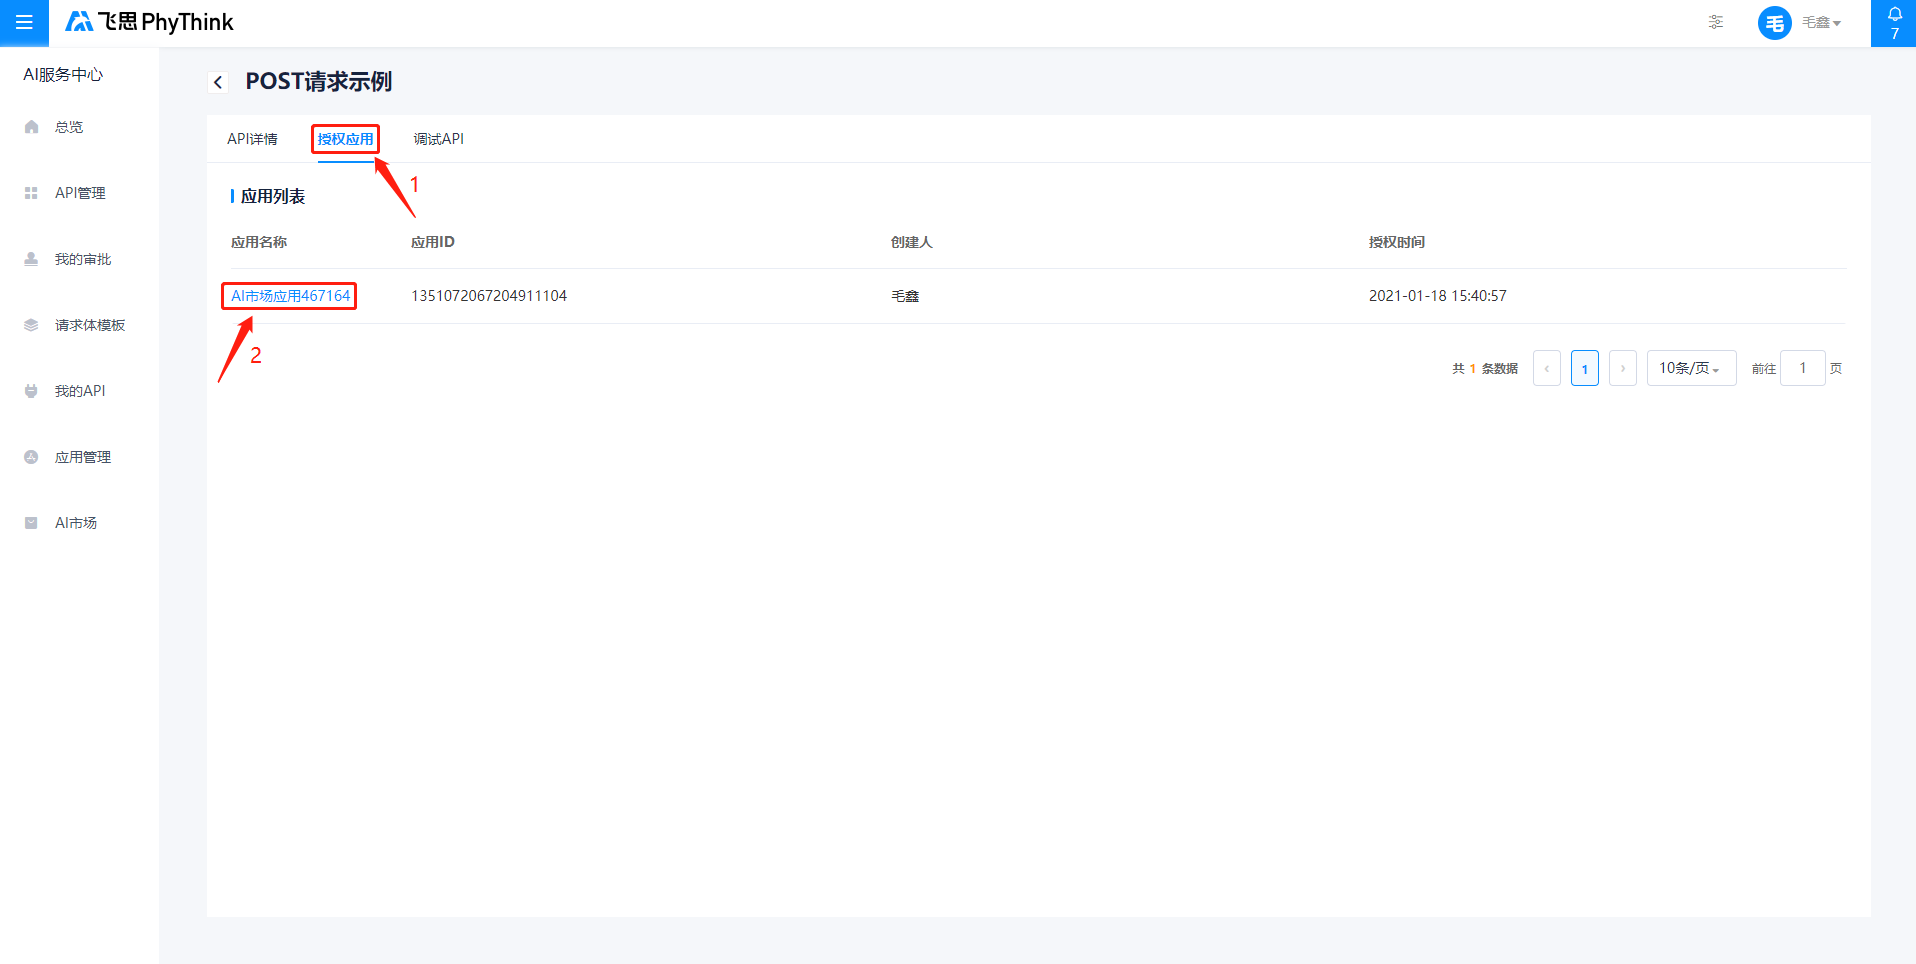 飞思 PhyThink
毛 毛鑫
7
AI服务中心
总览
API管理
我的审批
请求体模板
我的API
应用管理
AI市场
POST请求示例
API详情 授权应用 调试API
1
应用列表
应用名称 应用ID 创建人 授权时间
AI市场应用467164 1351072067204911104 毛鑫 2021-01-18 15:40:57
2
共 1 条数据 ‹ 1 › 10条/页 前往 1 页